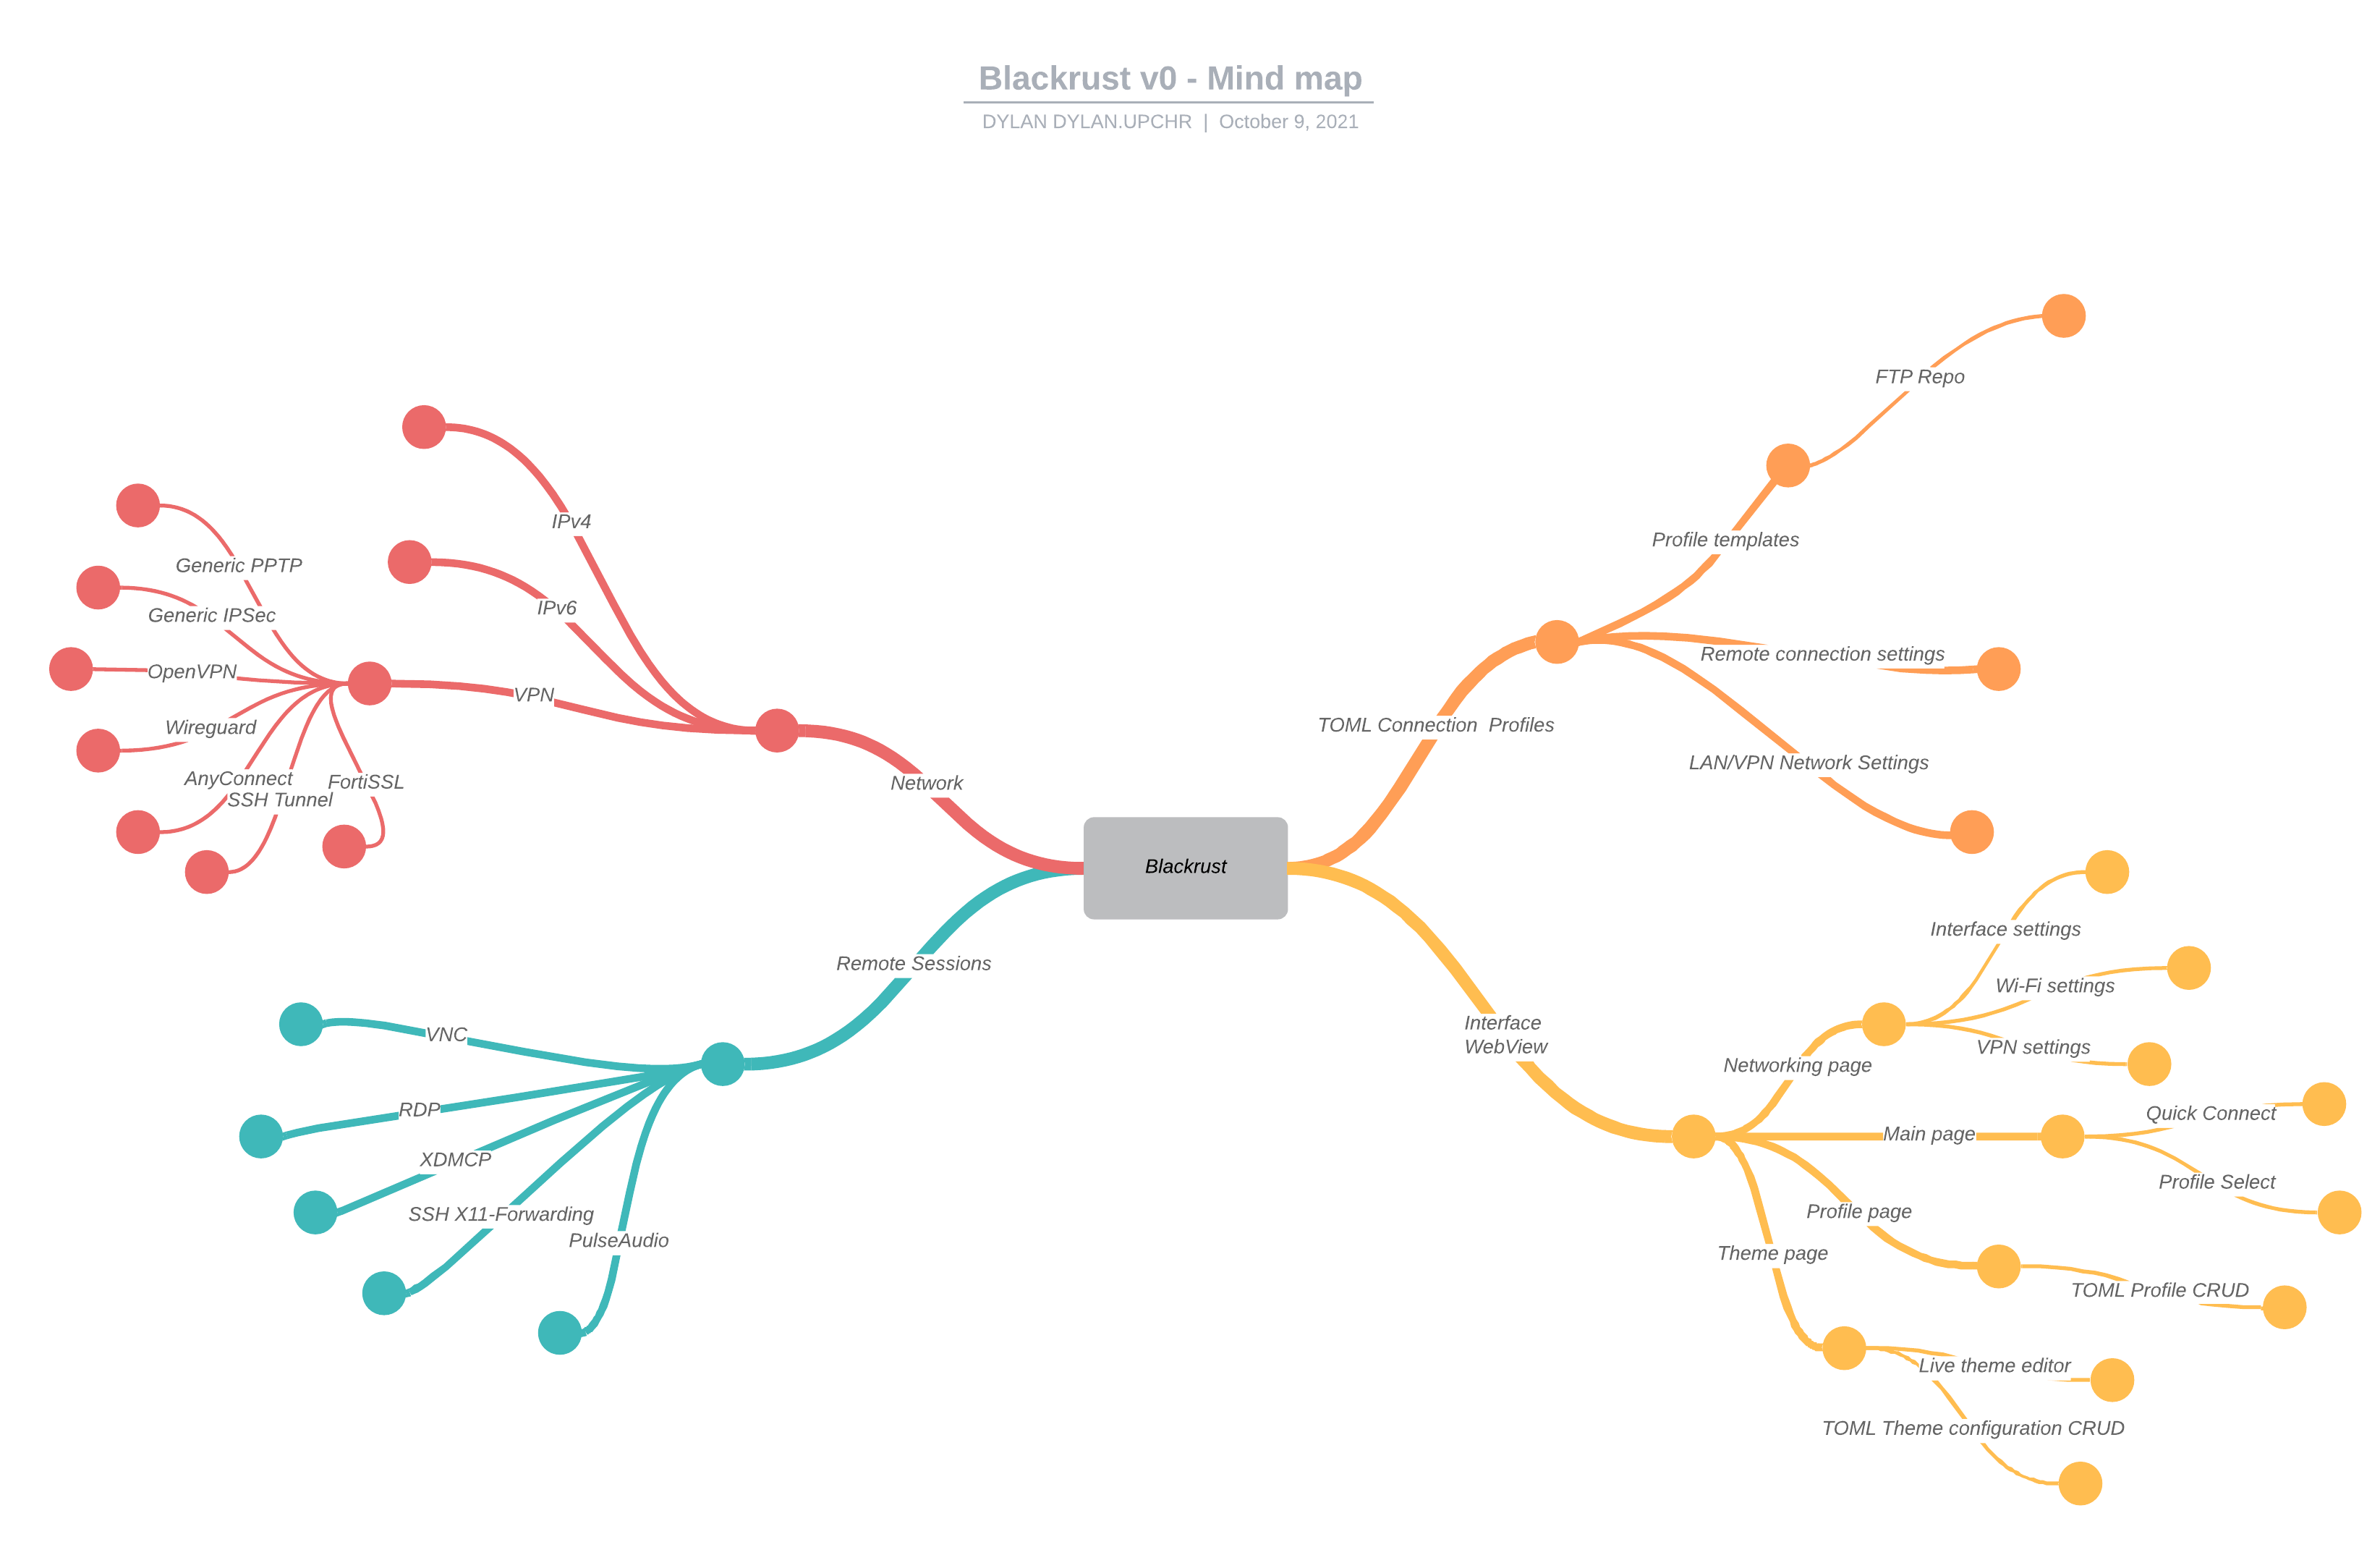 Blackrust v0 - Mind map
DYLAN DYLAN.UPCHR | October 9, 2021
FTP Repo
IPv4
Profile templates
Generic PPTP
IPv6
Generic IPSec
Remote connection settings
OpenVPN
VPN
Wireguard
TOML Connection  Profiles
LAN/VPN Network Settings
AnyConnect
FortiSSL
Network
SSH Tunnel
Blackrust
Interface settings
Remote Sessions
Wi-Fi settings
Interface
WebView
VNC
VPN settings
Networking page
RDP
Quick Connect
Main page
XDMCP
Profile Select
SSH X11-Forwarding
Profile page
PulseAudio
Theme page
TOML Profile CRUD
Live theme editor
TOML Theme configuration CRUD